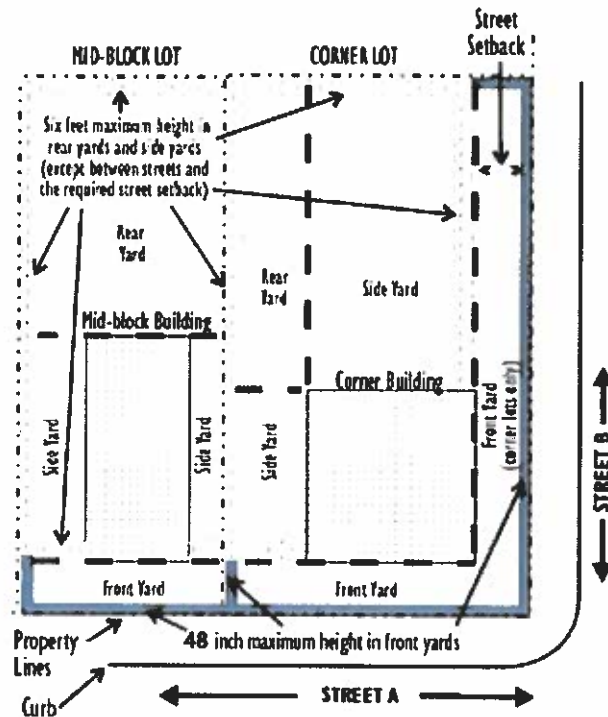 Street
Setback
MID-BLOCK LOT
CORNER LOT
Six feet maximum height in
rear yards and side yards
(except between streets and
the required street setback)
Rear
Yard
Rear
Yard
Side Yard
Mid-block Building
Corner Building
Side Yard
Side Yard
Side Yard
Front Yard
(corner lots only)
STREET B
Front Yard
Front Yard
Property
Lines
48 inch maximum height in front yards
Curb
STREET A